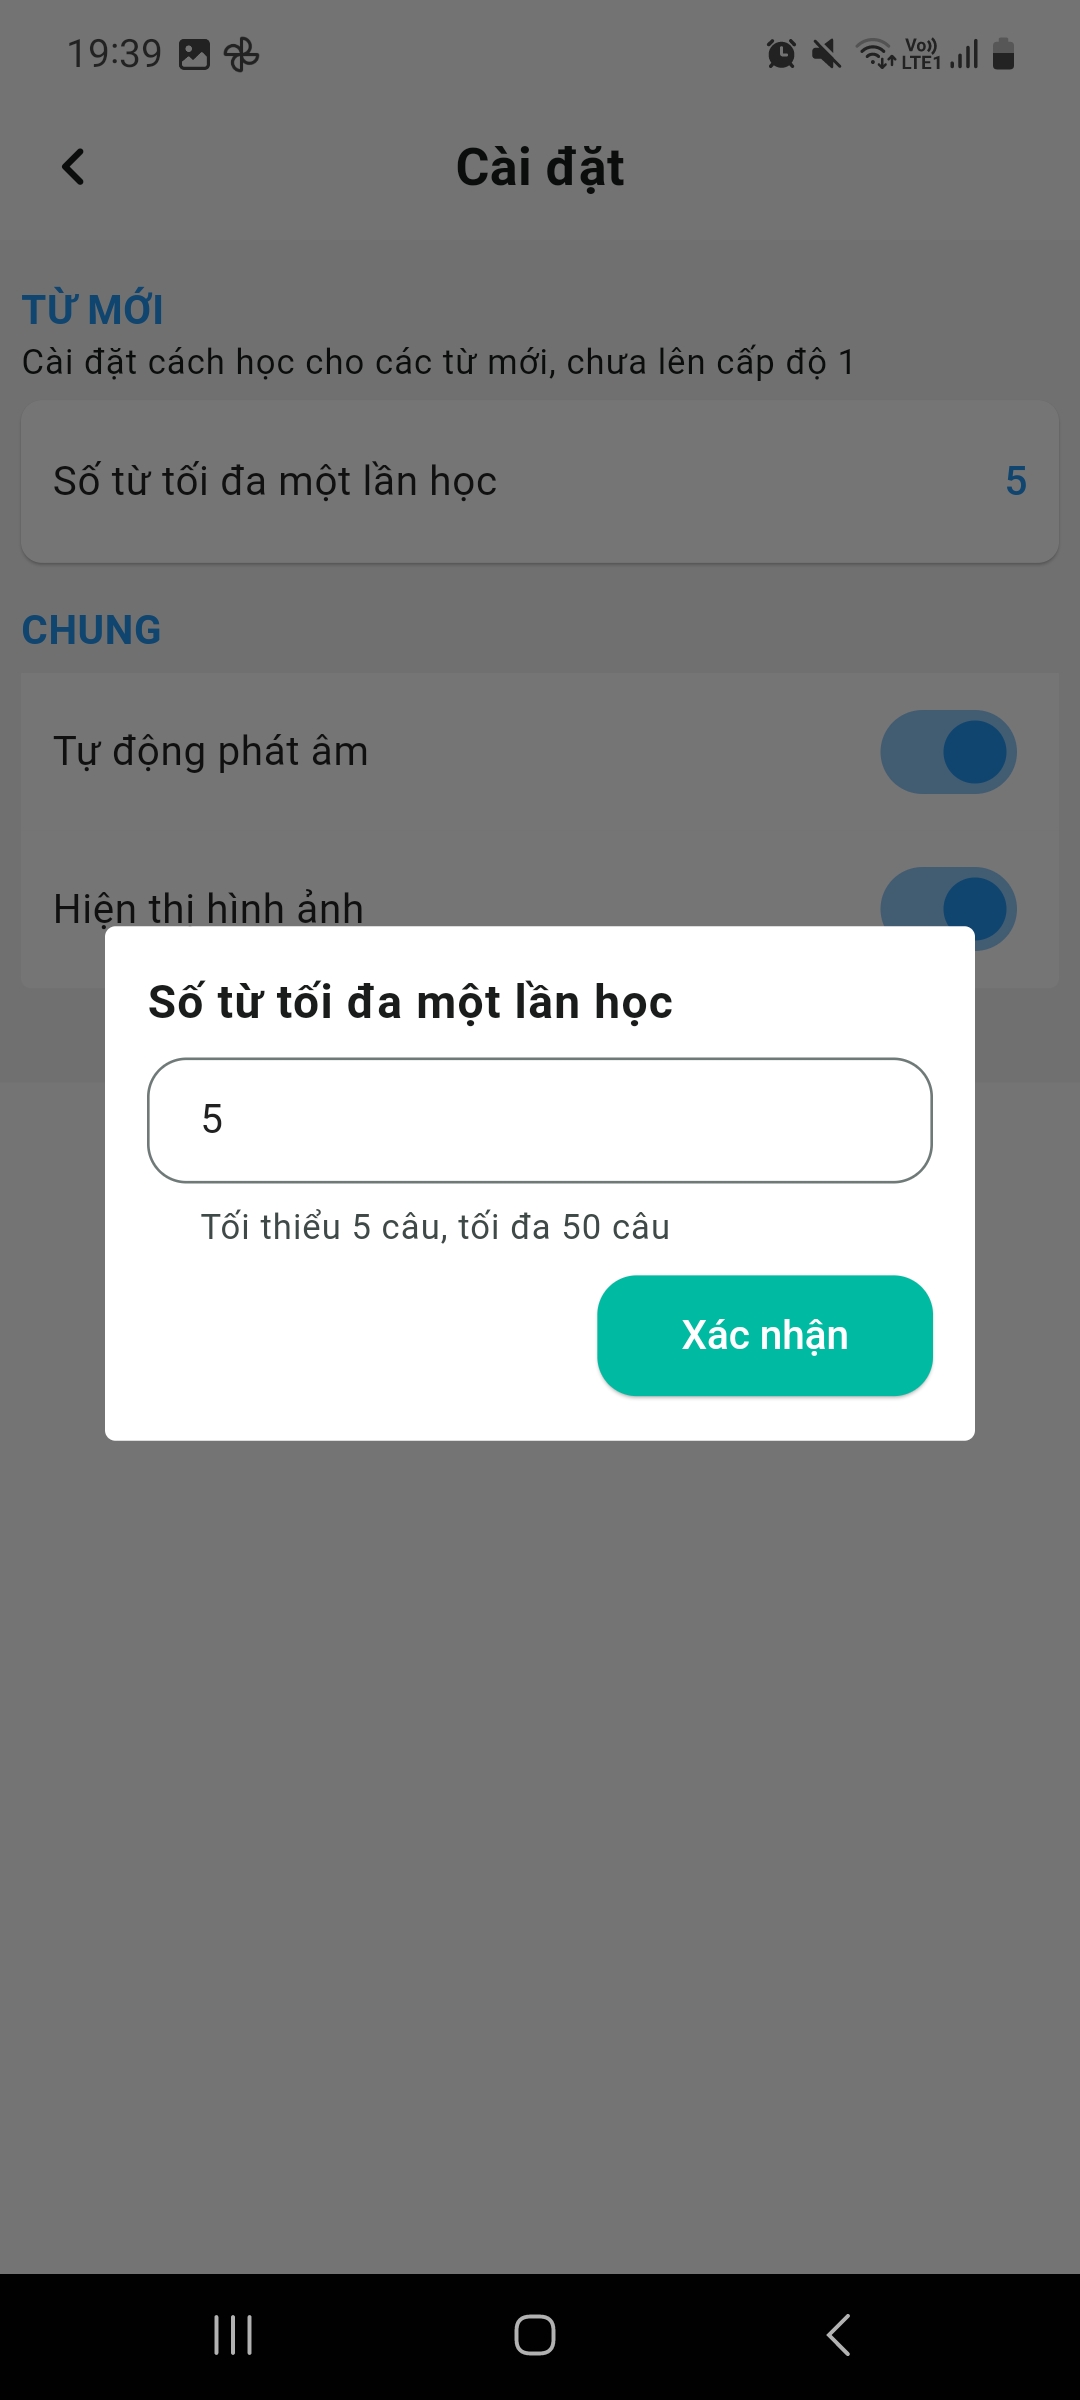 19:39
Vo))
LTE1
Cài đặt
TỪ MỚI
Cài đặt cách học cho các từ mới, chưa lên cấp độ 1
Số từ tối đa một lần học
5
CHUNG
Tự động phát âm
Hiện thi hình ảnh
Số từ tối đa một lần học
5
Tối thiểu 5 câu, tối đa 50 câu
Xác nhận